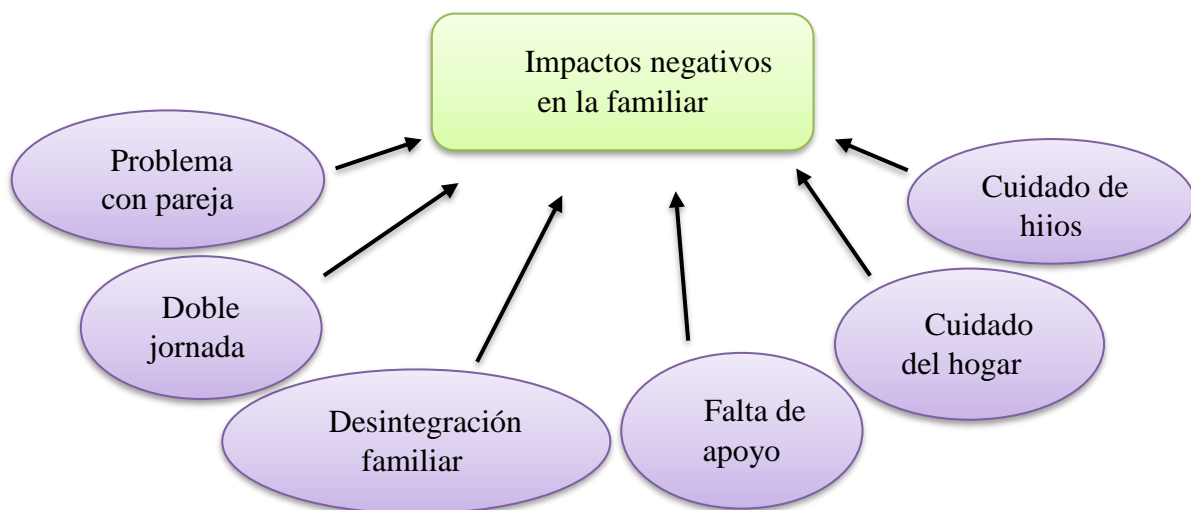 Impactos negativos
en la familiar
Problema
con pareja
Doble
jornada
Desintegración
familiar
Falta de
apoyo
Cuidado
del hogar
Cuidado de
hijos